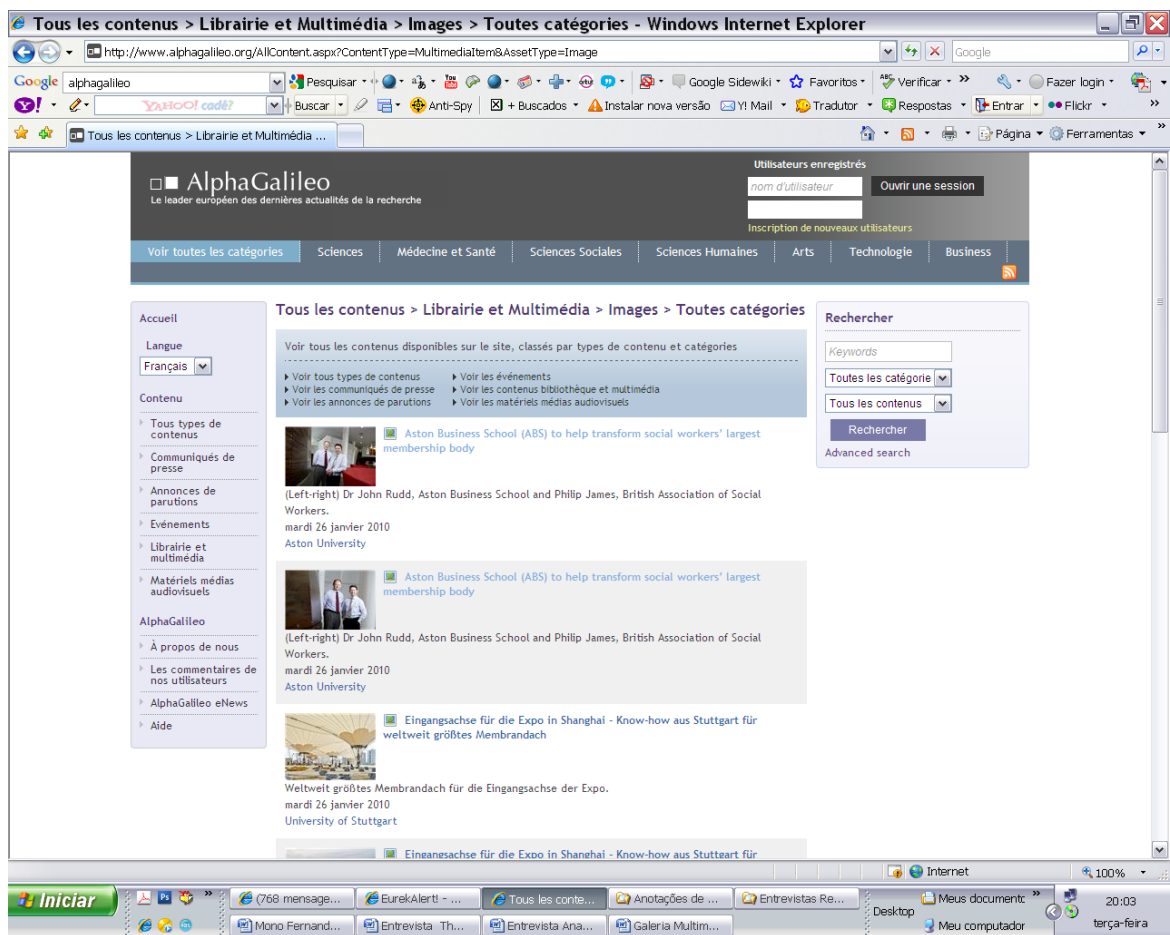 Tous les contenus > Librairie et Multimédia > Images > Toutes catégories - Windows Internet Explorer
http://www.alphagalileo.org/AllContent.aspx?ContentType=MultimediaItem&AssetType=Image
Google
Google alphagalileo Pesquisar Google Sidewiki Favoritos Verificar Fazer login
Y! YAHOO! cadê? Buscar Anti-Spy + Buscados Instalar nova versão Y! Mail Tradutor Respostas Entrar Flickr
Tous les contenus > Librairie et Multimédia ... Página Ferramentas
AlphaGalileo
Le leader européen des dernières actualités de la recherche
Utilisateurs enregistrés
nom d'utilisateur
Ouvrir une session
Inscription de nouveaux utilisateurs
Voir toutes les catégories Sciences Médecine et Santé Sciences Sociales Sciences Humaines Arts Technologie Business
Accueil
Langue
Français
Contenu
Tous types de
contenus
Communiqués de
presse
Annonces de
parutions
Evénements
Librairie et
multimédia
Matériels médias
audiovisuels
AlphaGalileo
À propos de nous
Les commentaires de
nos utilisateurs
AlphaGalileo eNews
Aide
Tous les contenus > Librairie et Multimédia > Images > Toutes catégories
Voir tous les contenus disponibles sur le site, classés par types de contenu et catégories
Voir tous types de contenus Voir les événements
Voir les communiqués de presse Voir les contenus bibliothèque et multimédia
Voir les annonces de parutions Voir les matériels médias audiovisuels
Aston Business School (ABS) to help transform social workers' largest
membership body
(Left-right) Dr John Rudd, Aston Business School and Philip James, British Association of Social
Workers.
mardi 26 janvier 2010
Aston University
Aston Business School (ABS) to help transform social workers' largest
membership body
(Left-right) Dr John Rudd, Aston Business School and Philip James, British Association of Social
Workers.
mardi 26 janvier 2010
Aston University
Eingangsachse für die Expo in Shanghai - Know-how aus Stuttgart für
weltweit größtes Membrandach
Weltweit größtes Membrandach für die Eingangsachse der Expo.
mardi 26 janvier 2010
University of Stuttgart
Eingangsachse für die Expo in Shanghai - Know-how aus Stuttgart für
Rechercher
Keywords
Toutes les catégorie
Tous les contenus
Rechercher
Advanced search
Internet 100%
Iniciar
(768 mensage... EurekAlert! - ... Tous les conte... Anotações de ... Entrevistas Re...
Mono Fernand... Entrevista Th... Entrevista Ana... Galeria Multim...
Desktop
Meus documentc
Meu computador
20:03
terça-feira